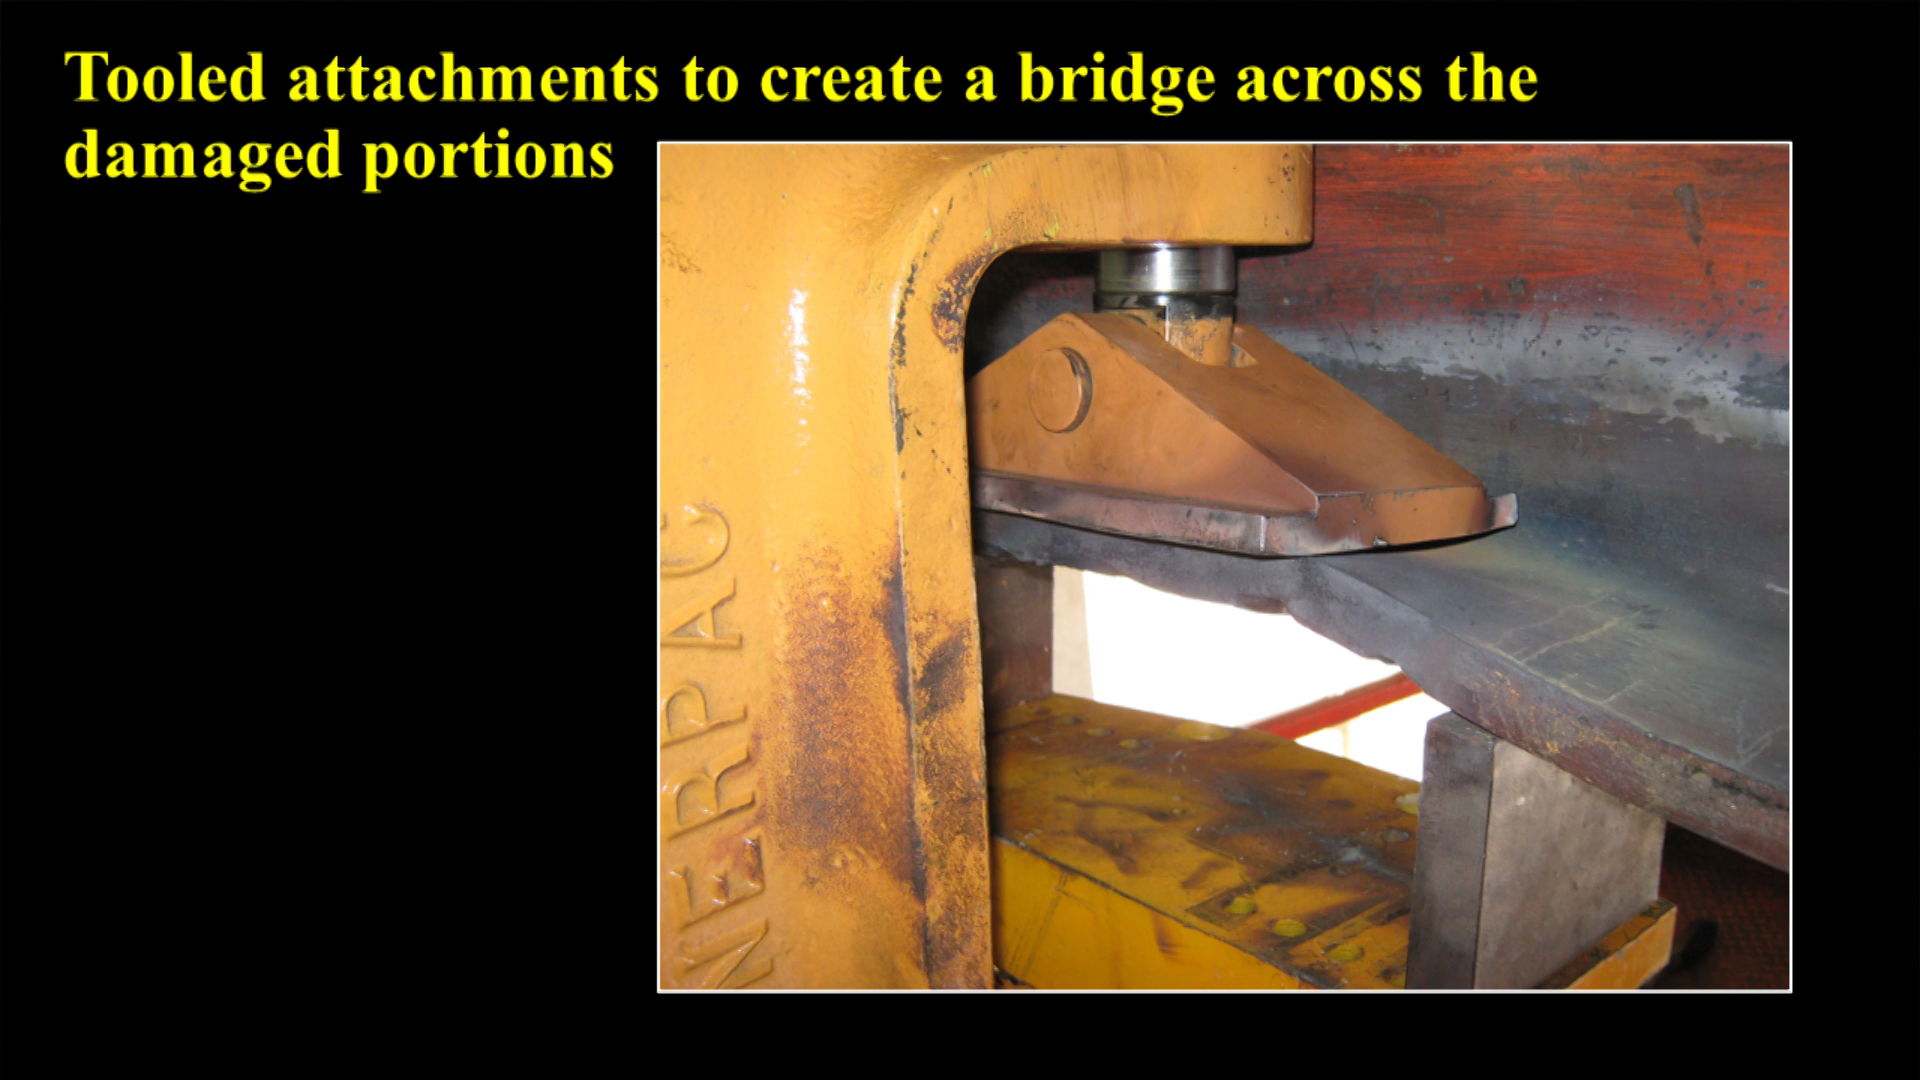 Tooled attachments to create a bridge across the
damaged portions
NERPAC